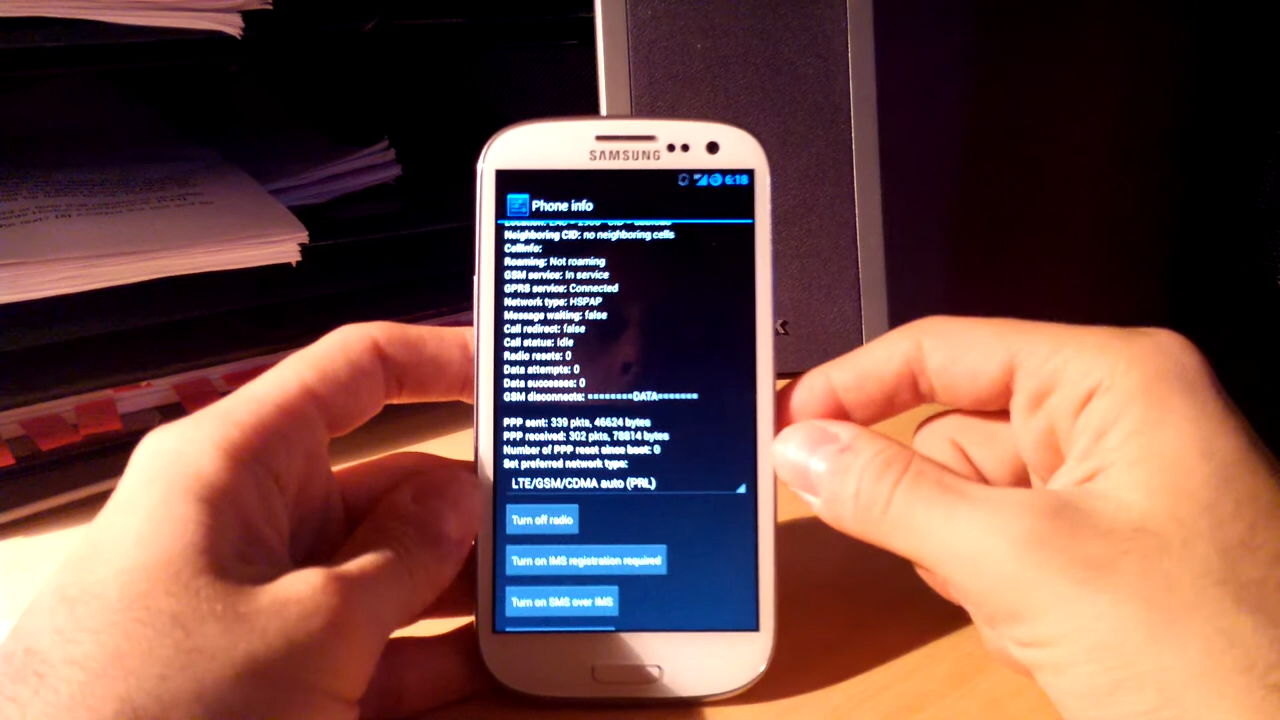 SAMSUNG
6:18
Phone info
Neighboring CID: no neighboring cells
CellInfo:
Roaming: Not roaming
GSM service: In service
GPRS service: Connected
Network type: HSPAP
Message waiting: false
Call redirect: false
Call status: Idle
Radio resets: 0
Data attempts: 0
Data successes: 0
GSM disconnects: ========DATA=======
PPP sent: 339 pkts, 46624 bytes
PPP received: 302 pkts, 78814 bytes
Number of PPP reset since boot: 0
Set preferred network type:
LTE/GSM/CDMA auto (PRL)
Turn off radio
Turn on IMS registration required
Turn on SMS over IMS